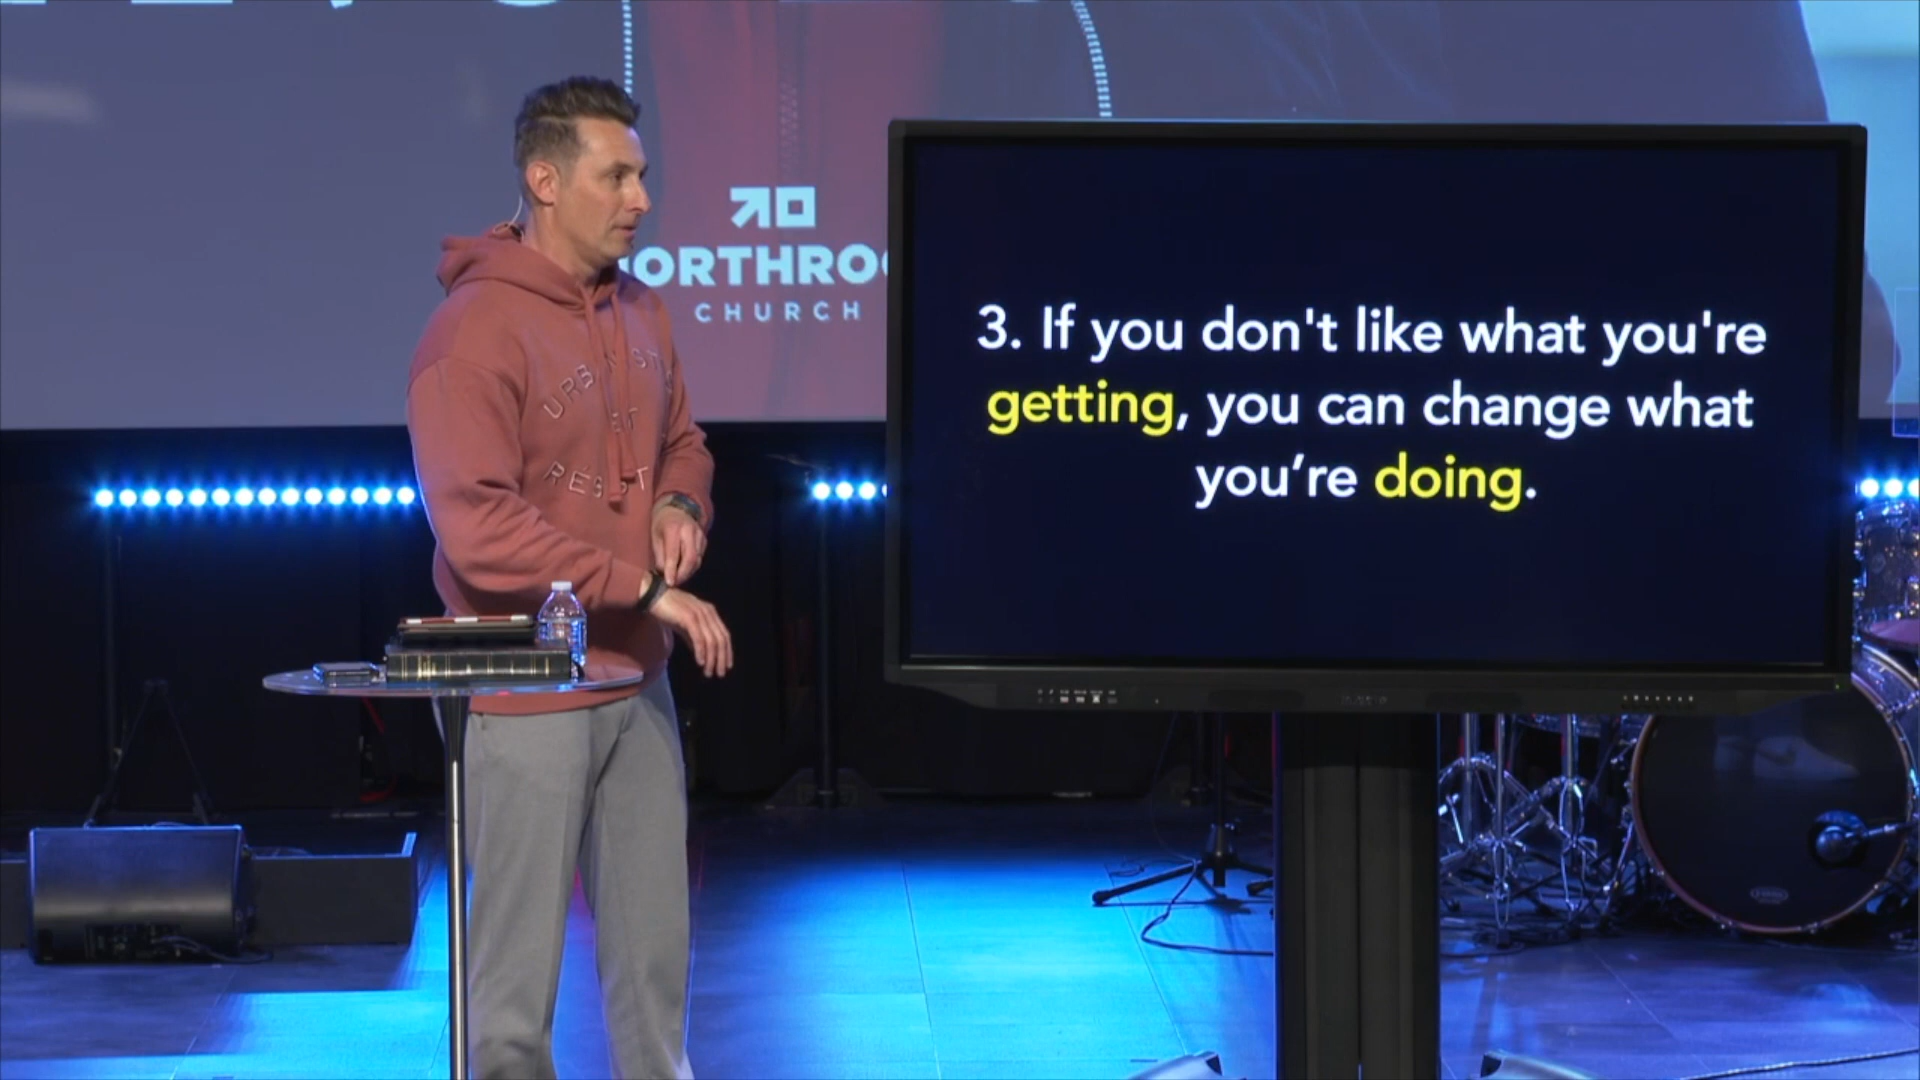 ORTHRO
CHURCH
3. If you don't like what you're
getting, you can change what
you’re doing.